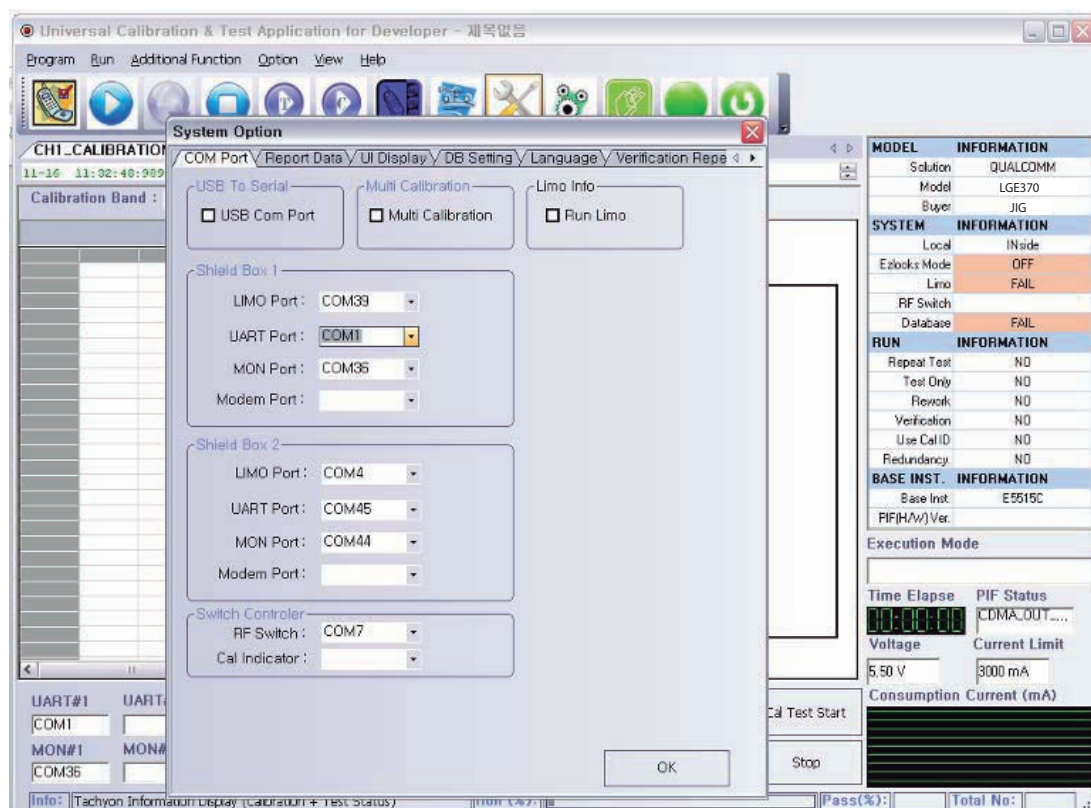 Universal Calibration & Test Application for Developer - 제목없음
Program Run Additional Function Option View Help
System Option
CH1_CALIBRATION
COM Port Report Data UI Display DB Setting Language Verification Repe
11-16 11:32:48:989
Calibration Band :
USB To Serial
USB Com Port
Multi Calibration
Multi Calibration
Limo Info
Run Limo
Shield Box 1
LIMO Port : COM39
UART Port : COM1
MON Port : COM36
Modem Port :
Shield Box 2
LIMO Port : COM4
UART Port : COM45
MON Port : COM44
Modem Port :
Switch Controler
RF Switch : COM7
Cal Indicator :
OK
MODEL INFORMATION
Solution QUALCOMM
Model LGE370
Buyer JIG
SYSTEM INFORMATION
Local INside
Ezlooks Mode OFF
Limo FAIL
RF Switch
Database FAIL
RUN INFORMATION
Repeat Test NO
Test Only NO
Rework NO
Verification NO
Use Cal ID NO
Redundancy. NO
BASE INST. INFORMATION
Base Inst. E5515C
PIF(H/W) Ver.
Execution Mode
Time Elapse PIF Status
00:00:00 CDMA_OUT_...
Voltage Current Limit
5.50 V 3000 mA
Consumption Current (mA)
UART#1 UART
COM1
MON#1 MON#
COM36
Cal Test Start
Stop
Info: Tachyon Information Display (Calibration + Test Status) Run (%): Pass(%): Total No: